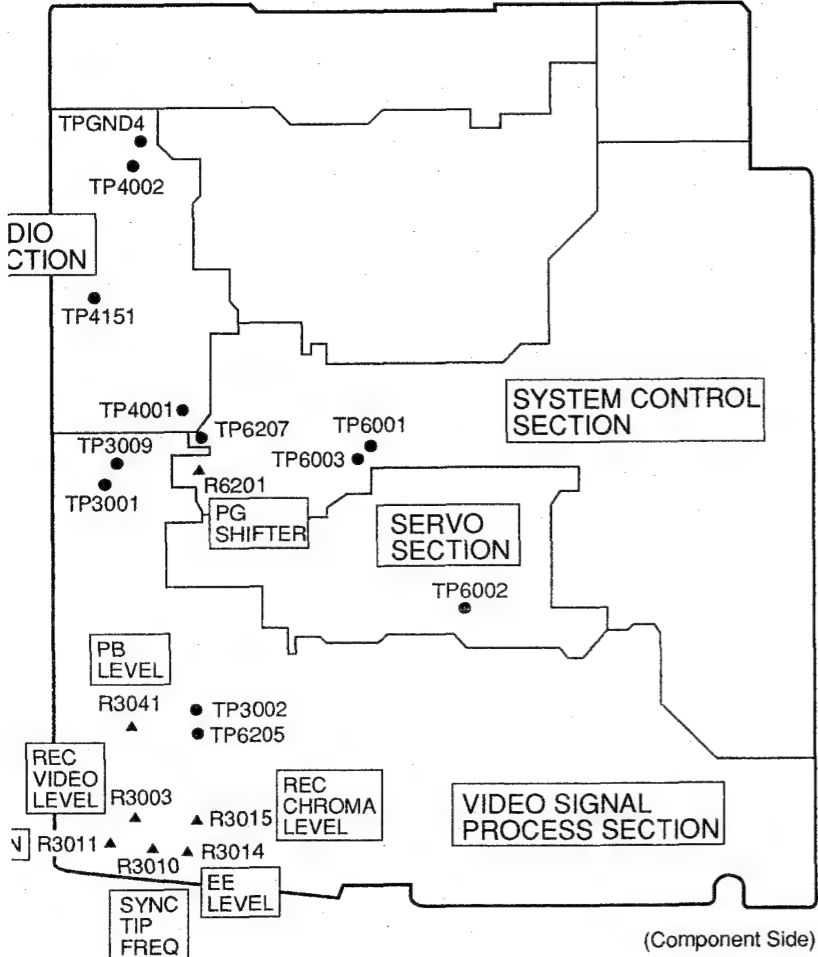 TPGND4
TP4002
DIO
CTION
TP4151
TP4001
TP6207
TP6001
TP6003
TP3009
TP3001
R6201
PG
SHIFTER
SYSTEM CONTROL
SECTION
SERVO
SECTION
TP6002
PB
LEVEL
R3041
TP3002
TP6205
REC
VIDEO
LEVEL
R3003
R3015
REC
CHROMA
LEVEL
VIDEO SIGNAL
PROCESS SECTION
N
R3011
R3010
R3014
EE
LEVEL
SYNC
TIP
FREQ
(Component Side)